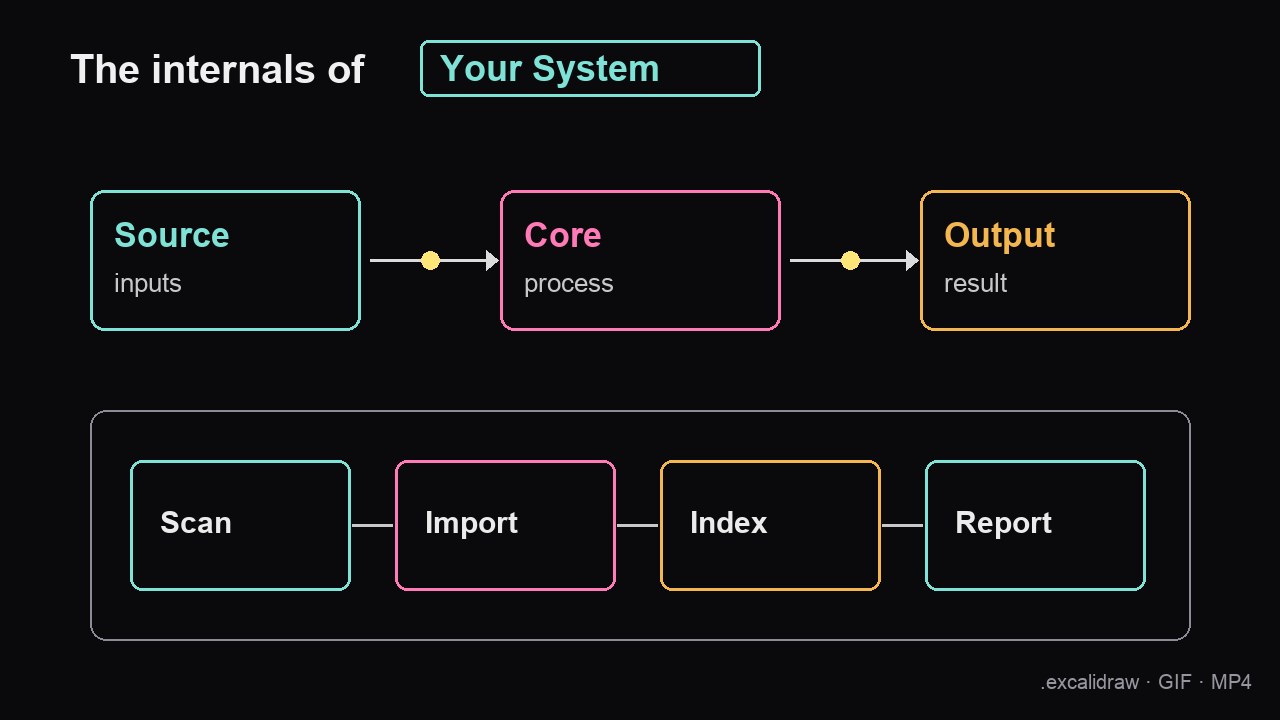 The internals of Your System
Source
inputs
Core
process
Output
result
Scan
Import
Index
Report
.excalidraw · GIF · MP4